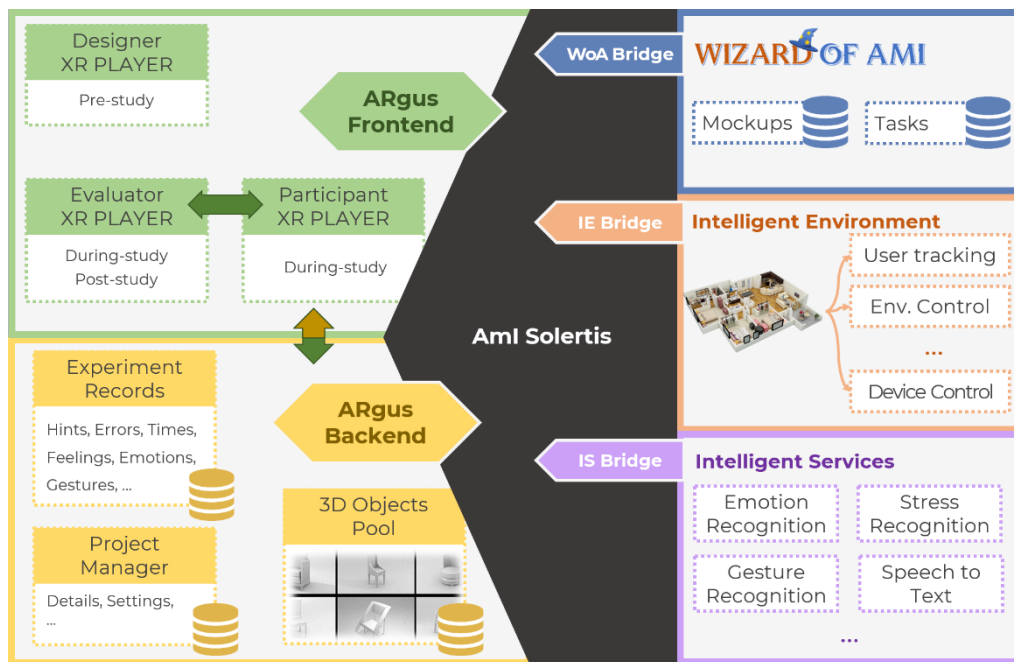 Designer
XR PLAYER
Pre-study
ARgus
Frontend
Evaluator
XR PLAYER
During-study
Post-study
Participant
XR PLAYER
During-study
Experiment
Records
Hints, Errors, Times,
Feelings, Emotions,
Gestures, ...
ARgus
Backend
Project
Manager
Details, Settings,
...
3D Objects
Pool
AmI Solertis
WoA Bridge
WIZARD OF AMI
Mockups
Tasks
IE Bridge
Intelligent Environment
User tracking
Env. Control
...
Device Control
IS Bridge
Intelligent Services
Emotion
Recognition
Stress
Recognition
Gesture
Recognition
Speech to
Text
...